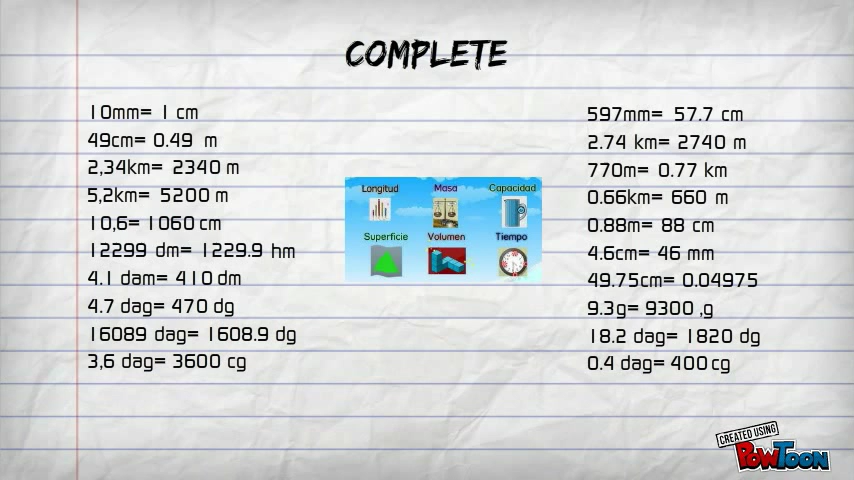 COMPLETE
10mm= 1 cm
49cm= 0.49 m
2,34km= 2340 m
5,2km= 5200 m
10,6= 1060 cm
12299 dm= 1229.9 hm
4.1 dam= 410 dm
4.7 dag= 470 dg
16089 dag= 1608.9 dg
3,6 dag= 3600 cg
Longitud Masa Capacidad
Superficie Volumen Tiempo
597mm= 57.7 cm
2.74 km= 2740 m
770m= 0.77 km
0.66km= 660 m
0.88m= 88 cm
4.6cm= 46 mm
49.75cm= 0.04975
9.3g= 9300 ,g
18.2 dag= 1820 dg
0.4 dag= 400 cg
CREATED USING
POWTOON